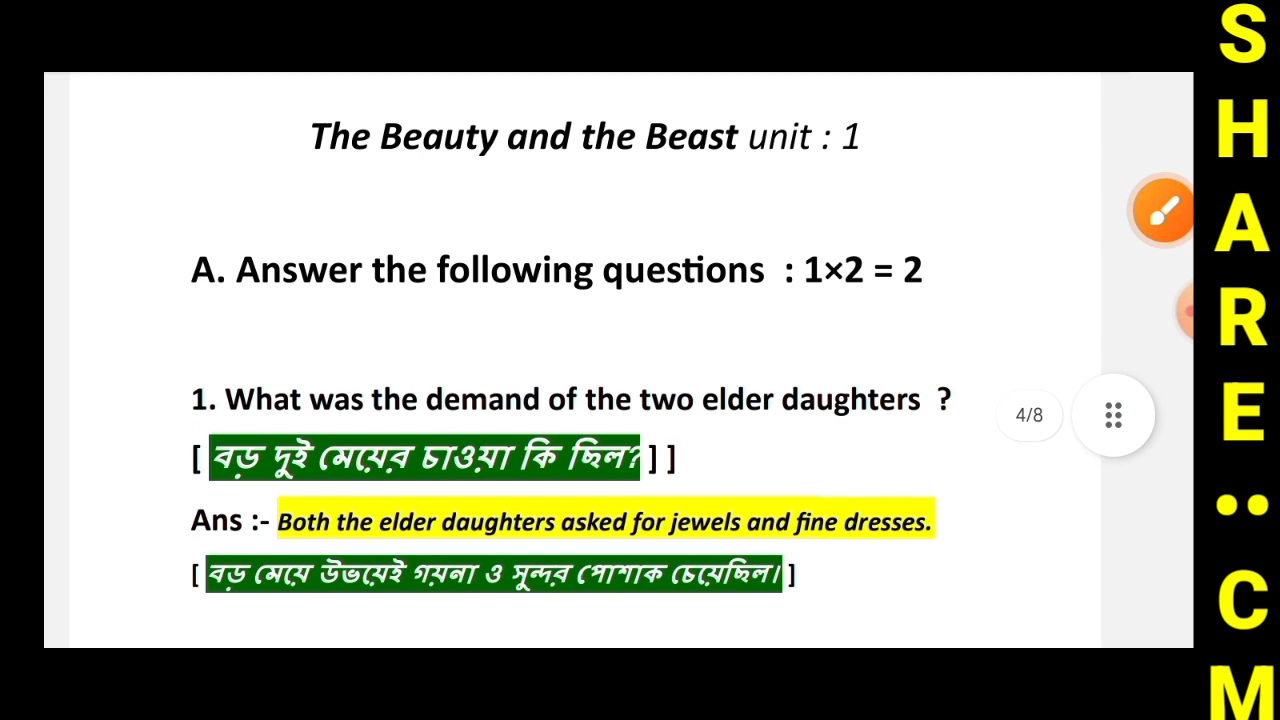 The Beauty and the Beast unit : 1
A. Answer the following questions : 1×2 = 2
1. What was the demand of the two elder daughters ?
[ বড় দুই মেয়ের চাওয়া কি ছিল? ] ]
Ans :- Both the elder daughters asked for jewels and fine dresses.
[ বড় মেয়ে উভয়েই গয়না ও সুন্দর পোশাক চেয়েছিল। ]
4/8
SHARE..CM